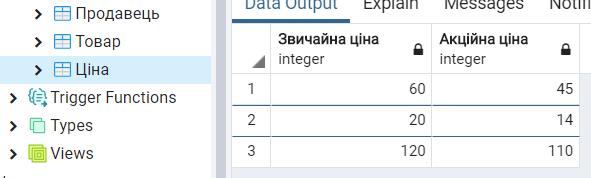 Продавець
Товар
Ціна
Trigger Functions
Types
Views
Data Output Explain Messages
Звичайна ціна Акційна ціна
integer integer
1 60 45
2 20 14
3 120 110